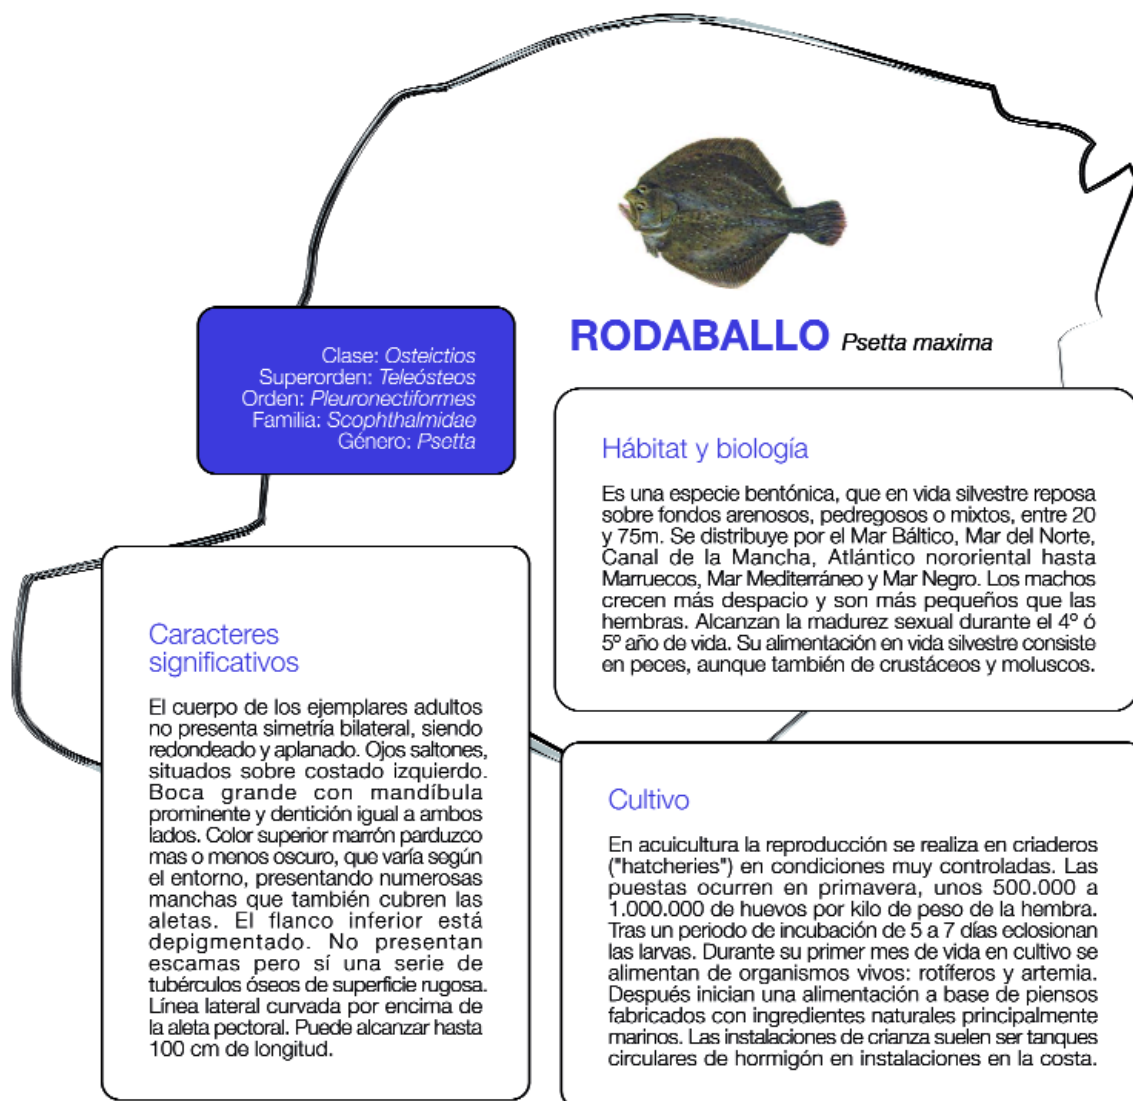 RODABALLO Psetta maxima
Clase: Osteictios
Superorden: Teleósteos
Orden: Pleuronectiformes
Familia: Scophthalmidae
Género: Psetta
Hábitat y biología
Es una especie bentónica, que en vida silvestre reposa
sobre fondos arenosos, pedregosos o mixtos, entre 20
y 75m. Se distribuye por el Mar Báltico, Mar del Norte,
Canal de la Mancha, Atlántico nororiental hasta
Marruecos, Mar Mediterráneo y Mar Negro. Los machos
crecen más despacio y son más pequeños que las
hembras. Alcanzan la madurez sexual durante el 4º ó
5º año de vida. Su alimentación en vida silvestre consiste
en peces, aunque también de crustáceos y moluscos.
Caracteres
significativos
El cuerpo de los ejemplares adultos
no presenta simetría bilateral, siendo
redondeado y aplanado. Ojos saltones,
situados sobre costado izquierdo.
Boca grande con mandíbula
prominente y dentición igual a ambos
lados. Color superior marrón parduzco
mas o menos oscuro, que varía según
el entorno, presentando numerosas
manchas que también cubren las
aletas. El flanco inferior está
depigmentado. No presentan
escamas pero sí una serie de
tubérculos óseos de superficie rugosa.
Línea lateral curvada por encima de
la aleta pectoral. Puede alcanzar hasta
100 cm de longitud.
Cultivo
En acuicultura la reproducción se realiza en criaderos
("hatcheries") en condiciones muy controladas. Las
puestas ocurren en primavera, unos 500.000 a
1.000.000 de huevos por kilo de peso de la hembra.
Tras un periodo de incubación de 5 a 7 días eclosionan
las larvas. Durante su primer mes de vida en cultivo se
alimentan de organismos vivos: rotíferos y artemia.
Después inician una alimentación a base de piensos
fabricados con ingredientes naturales principalmente
marinos. Las instalaciones de crianza suelen ser tanques
circulares de hormigón en instalaciones en la costa.